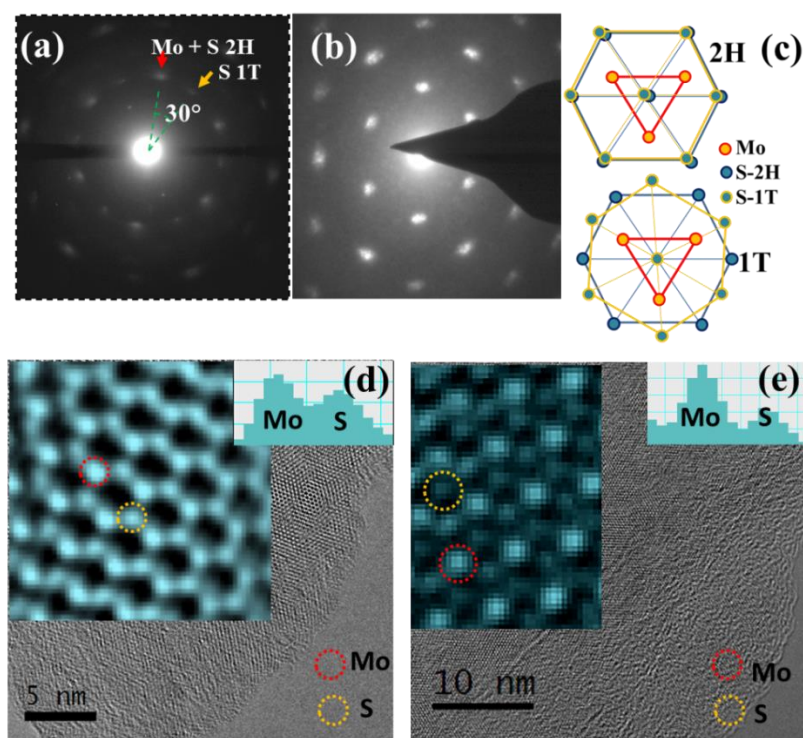 (a)
Mo + S 2H
S 1T
30°
(b)
2H
(c)
Mo
S-2H
S-1T
1T
(d)
Mo S
Mo
S
5 nm
(e)
Mo S
Mo
S
10 nm